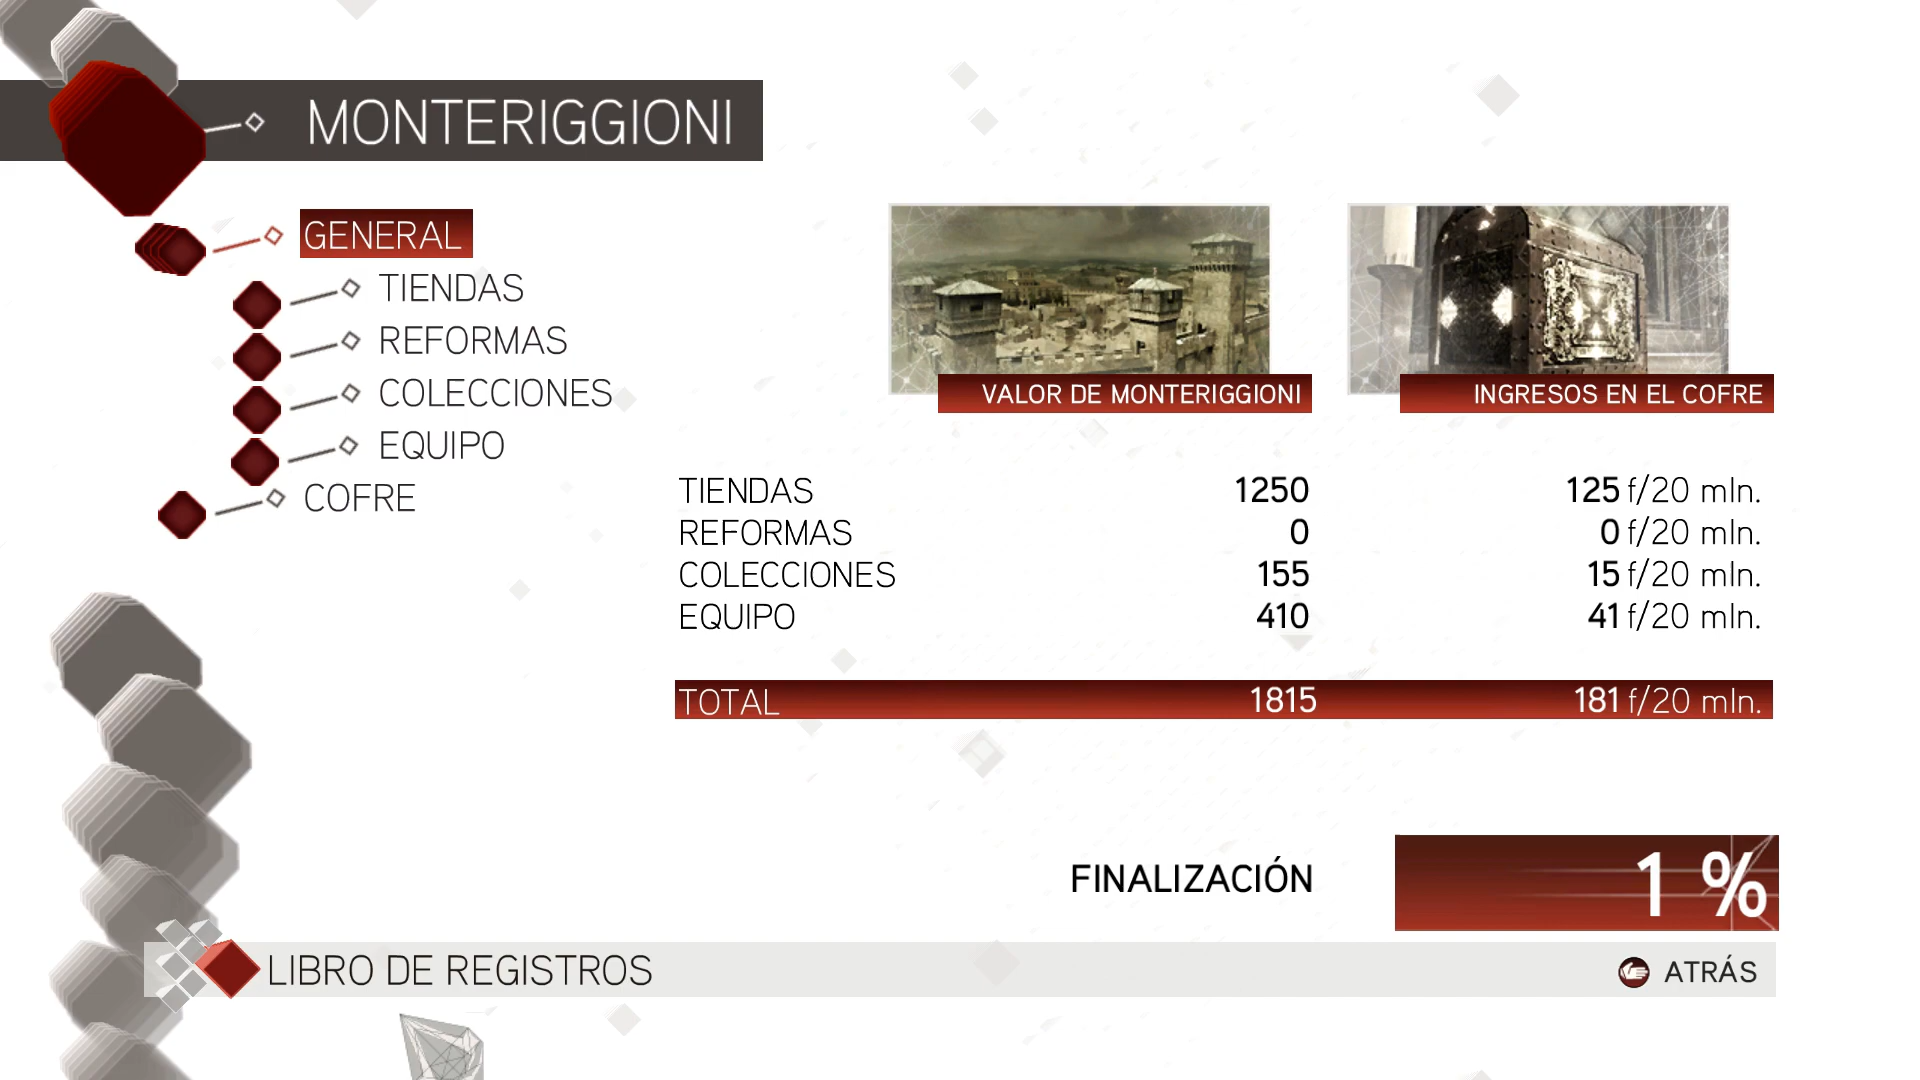 MONTERIGGIONI
GENERAL
TIENDAS
REFORMAS
COLECCIONES
EQUIPO
COFRE
VALOR DE MONTERIGGIONI INGRESOS EN EL COFRE
TIENDAS 1250 125 f/20 mln.
REFORMAS 0 0 f/20 mln.
COLECCIONES 155 15 f/20 mln.
EQUIPO 410 41 f/20 mln.
TOTAL 1815 181 f/20 mln.
FINALIZACIÓN 1 %
LIBRO DE REGISTROS ATRÁS